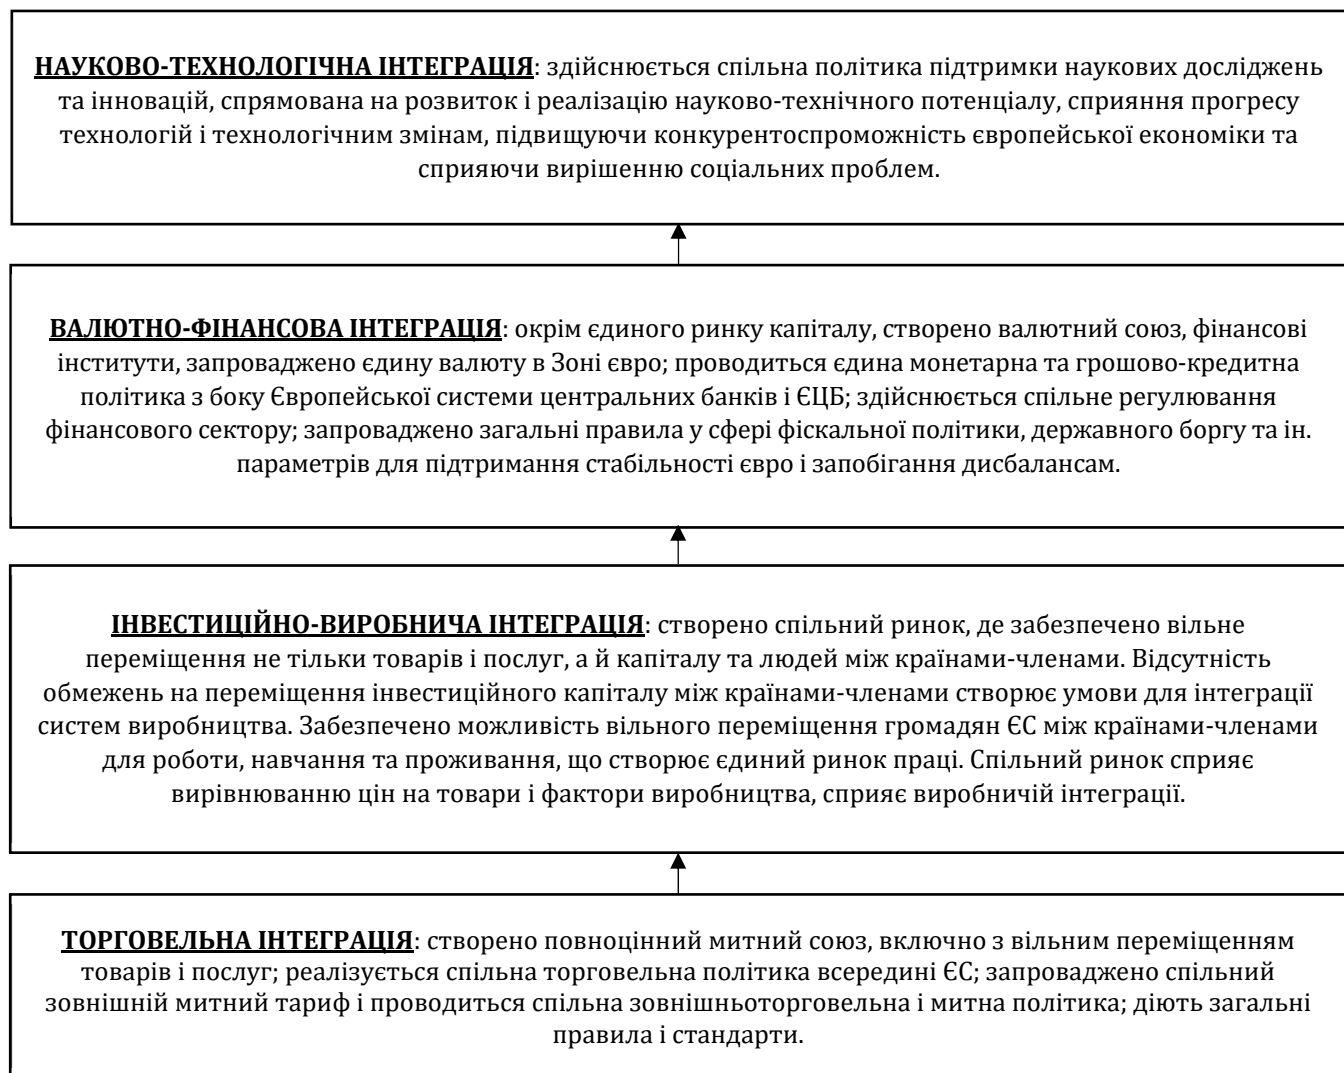 НАУКОВО-ТЕХНОЛОГІЧНА ІНТЕГРАЦІЯ: здійснюється спільна політика підтримки наукових досліджень
та інновацій, спрямована на розвиток і реалізацію науково-технічного потенціалу, сприяння прогресу
технологій і технологічним змінам, підвищуючи конкурентоспроможність європейської економіки та
сприяючи вирішенню соціальних проблем.
ВАЛЮТНО-ФІНАНСОВА ІНТЕГРАЦІЯ: окрім єдиного ринку капіталу, створено валютний союз, фінансові
інститути, запроваджено єдину валюту в Зоні євро; проводиться єдина монетарна та грошово-кредитна
політика з боку Європейської системи центральних банків і ЄЦБ; здійснюється спільне регулювання
фінансового сектору; запроваджено загальні правила у сфері фіскальної політики, державного боргу та ін.
параметрів для підтримання стабільності євро і запобігання дисбалансам.
ІНВЕСТИЦІЙНО-ВИРОБНИЧА ІНТЕГРАЦІЯ: створено спільний ринок, де забезпечено вільне
переміщення не тільки товарів і послуг, а й капіталу та людей між країнами-членами. Відсутність
обмежень на переміщення інвестиційного капіталу між країнами-членами створює умови для інтеграції
систем виробництва. Забезпечено можливість вільного переміщення громадян ЄС між країнами-членами
для роботи, навчання та проживання, що створює єдиний ринок праці. Спільний ринок сприяє
вирівнюванню цін на товари і фактори виробництва, сприяє виробничій інтеграції.
ТОРГОВЕЛЬНА ІНТЕГРАЦІЯ: створено повноцінний митний союз, включно з вільним переміщенням
товарів і послуг; реалізується спільна торговельна політика всередині ЄС; запроваджено спільний
зовнішній митний тариф і проводиться спільна зовнішньоторговельна і митна політика; діють загальні
правила і стандарти.